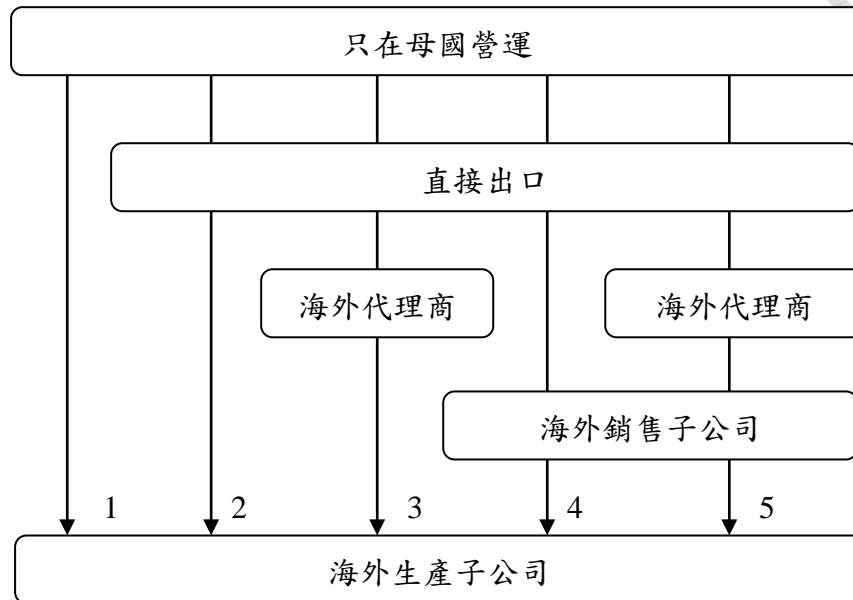 只在母國營運
直接出口
海外代理商
海外代理商
海外銷售子公司
1
2
3
4
5
海外生產子公司